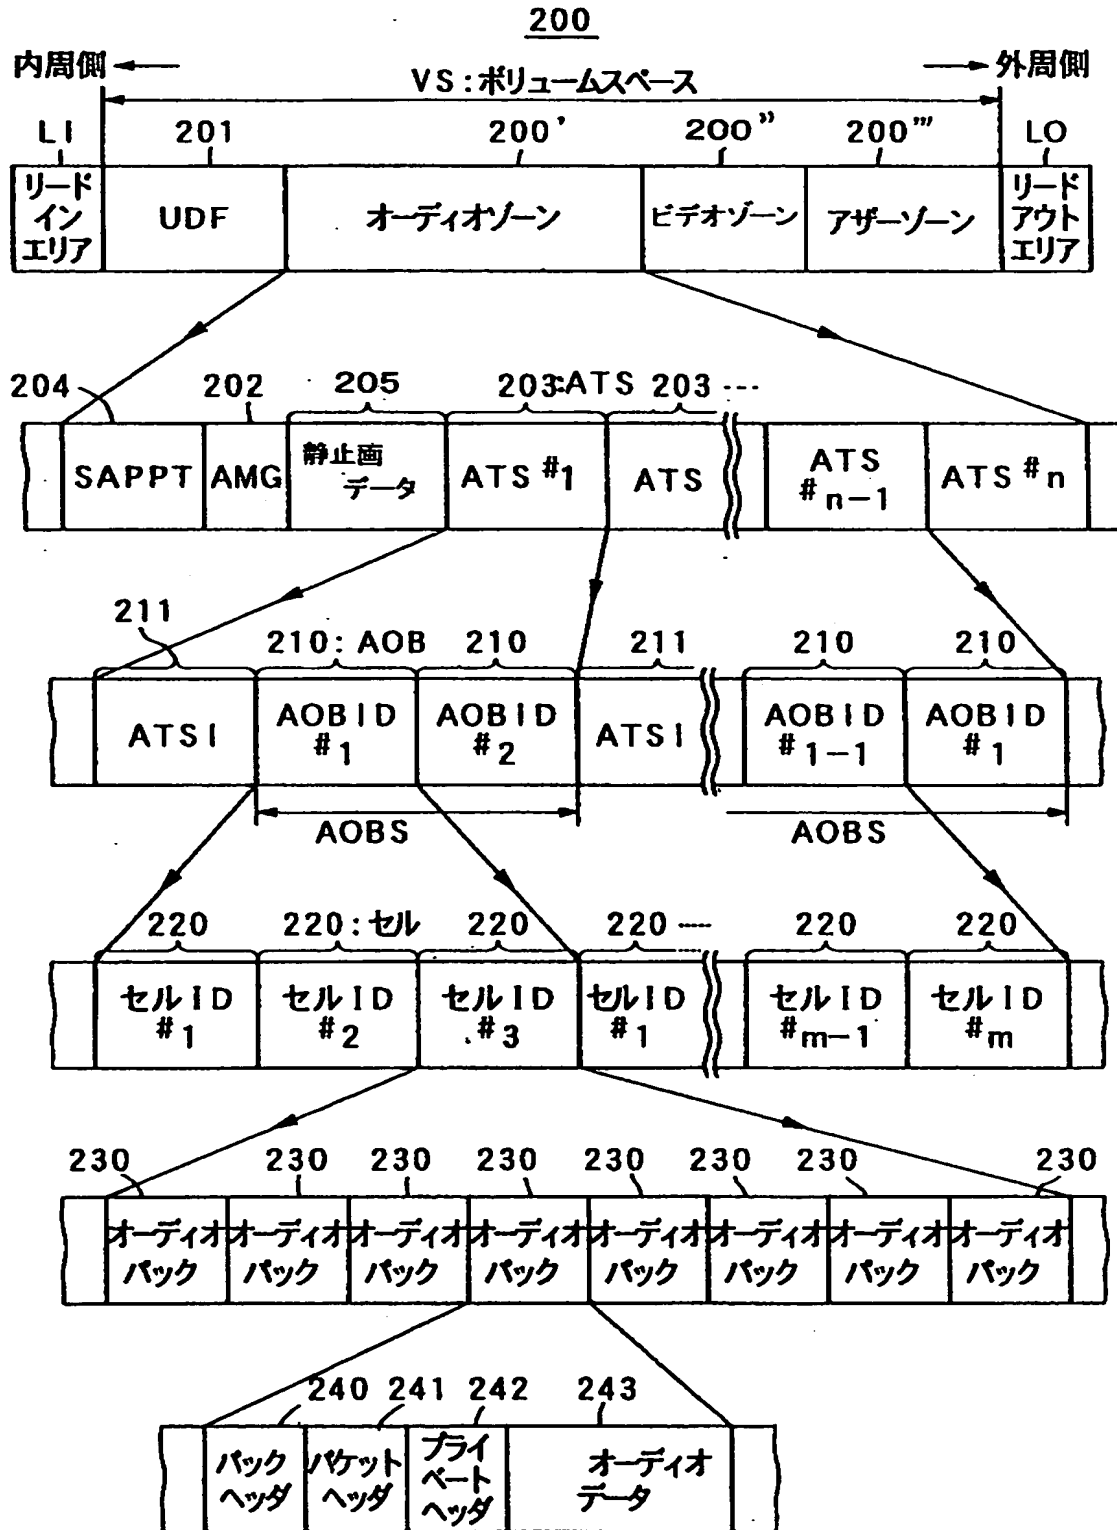 200
内周側 外周側
VS:ボリュームスペース
LI 201 200' 200'' 200''' LO
リード
イン
エリア
UDF
オーディオゾーン
ビデオゾーン
アザーゾーン
リード
アウト
エリア
204 202 205 203:ATS 203 ---
SAPPT
AMG
静止画
データ
ATS #1
ATS
ATS
#n-1
ATS #n
211 210:AOB 210 211 210 210
ATSI
AOBID
#1
AOBID
#2
ATSI
AOBID
#1-1
AOBID
#1
AOBS AOBS
220 220:セル 220 220 ---- 220 220
セルID
#1
セルID
#2
セルID
#3
セルID
#1
セルID
#m-1
セルID
#m
230 230 230 230 230 230 230 230
オーディオ
パック
オーディオ
パック
オーディオ
パック
オーディオ
パック
オーディオ
パック
オーディオ
パック
オーディオ
パック
オーディオ
パック
240 241 242 243
パック
ヘッダ
パケット
ヘッダ
プライ
ベート
ヘッダ
オーディオ
データ